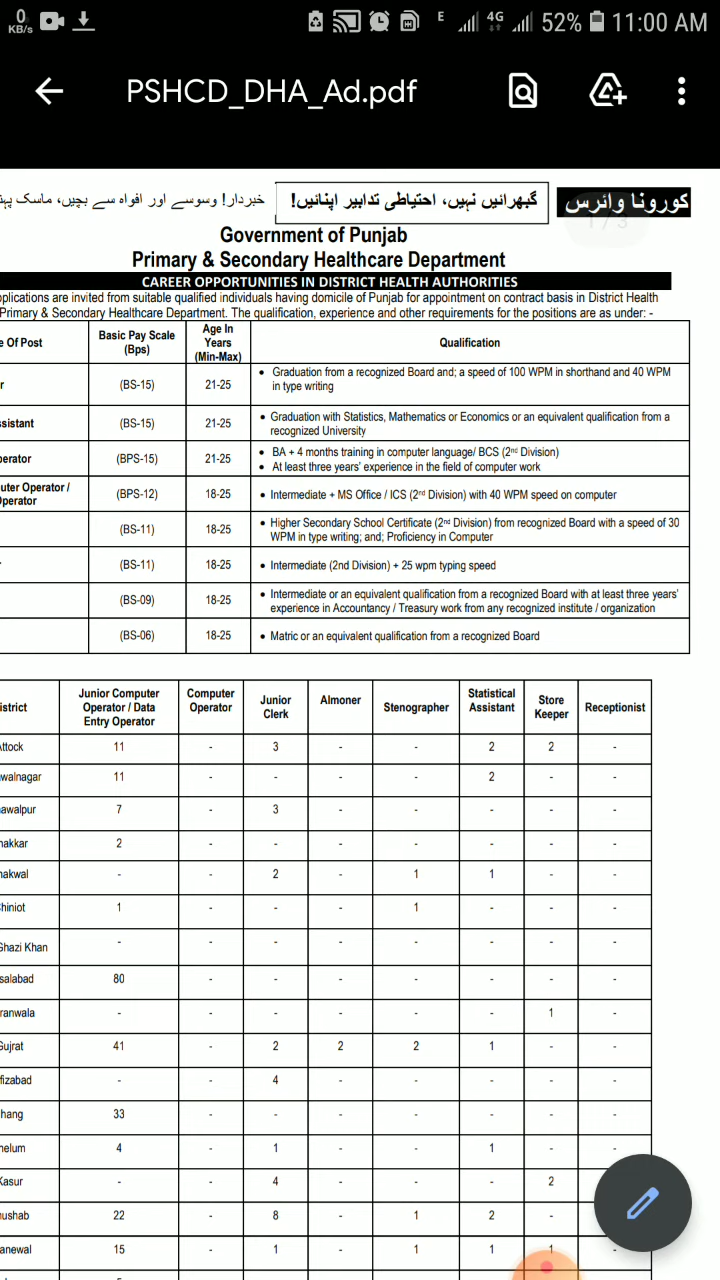 0 KB/s E 4G 52% 11:00 AM
PSHCD_DHA_Ad.pdf
کورونا وائرس گبھرائیں نہیں، احتیاطی تدابیر اپنائیں! خبردار! وسوسے اور افواہ سے بچیں، ماسک
1/3
Government of Punjab
Primary & Secondary Healthcare Department
CAREER OPPORTUNITIES IN DISTRICT HEALTH AUTHORITIES
pplications are invited from suitable qualified individuals having domicile of Punjab for appointment on contract basis in District Health
Primary & Secondary Healthcare Department. The qualification, experience and other requirements for the positions are as under: -
e Of Post Basic Pay Scale (Bps) Age In Years (Min-Max) Qualification
r (BS-15) 21-25 • Graduation from a recognized Board and; a speed of 100 WPM in shorthand and 40 WPM
in type writing
ssistant (BS-15) 21-25 • Graduation with Statistics, Mathematics or Economics or an equivalent qualification from a
recognized University
perator (BPS-15) 21-25 • BA + 4 months training in computer language/ BCS (2nd Division)
• At least three years' experience in the field of computer work
uter Operator / Operator (BPS-12) 18-25 • Intermediate + MS Office / ICS (2nd Division) with 40 WPM speed on computer
(BS-11) 18-25 • Higher Secondary School Certificate (2nd Division) from recognized Board with a speed of 30
WPM in type writing; and; Proficiency in Computer
r (BS-11) 18-25 • Intermediate (2nd Division) + 25 wpm typing speed
(BS-09) 18-25 • Intermediate or an equivalent qualification from a recognized Board with at least three years'
experience in Accountancy / Treasury work from any recognized institute / organization
(BS-06) 18-25 • Matric or an equivalent qualification from a recognized Board
istrict Junior Computer Operator / Data Entry Operator Computer Operator Junior Clerk Almoner Stenographer Statistical Assistant Store Keeper Receptionist
Attock 11 - 3 - - 2 2 -
awalnagar 11 - - - - 2 - -
hawalpur 7 - 3 - - - - -
hakkar 2 - - - - - - -
hakwal - - 2 - 1 1 - -
Chiniot 1 - - - 1 - - -
Ghazi Khan - - - - - - - -
salabad 80 - - - - - - -
ranwala - - - - - - 1 -
Gujrat 41 - 2 2 2 1 - -
fizabad - - 4 - - - - -
hang 33 - - - - - - -
helum 4 - 1 - - 1 - -
Kasur - - 4 - - - 2
hushab 22 - 8 - 1 2 -
anewal 15 - 1 - 1 1 1 -